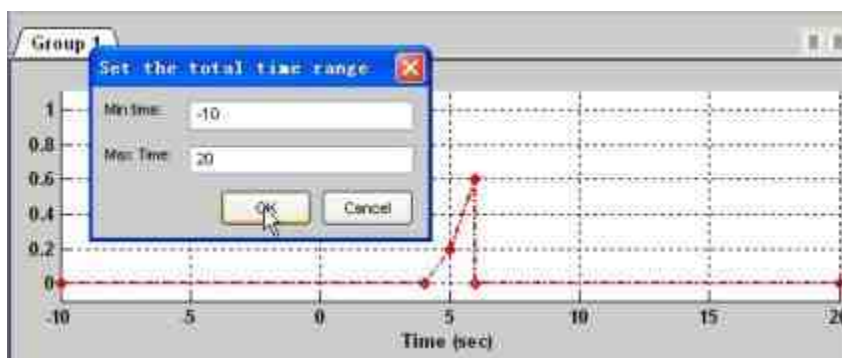 Group 1
Set the total time range
Min time: -10
Max Time: 20
OK Cancel
1
0.8
0.6
0.4
0.2
0
-10 -5 0 5 10 15 20
Time (sec)